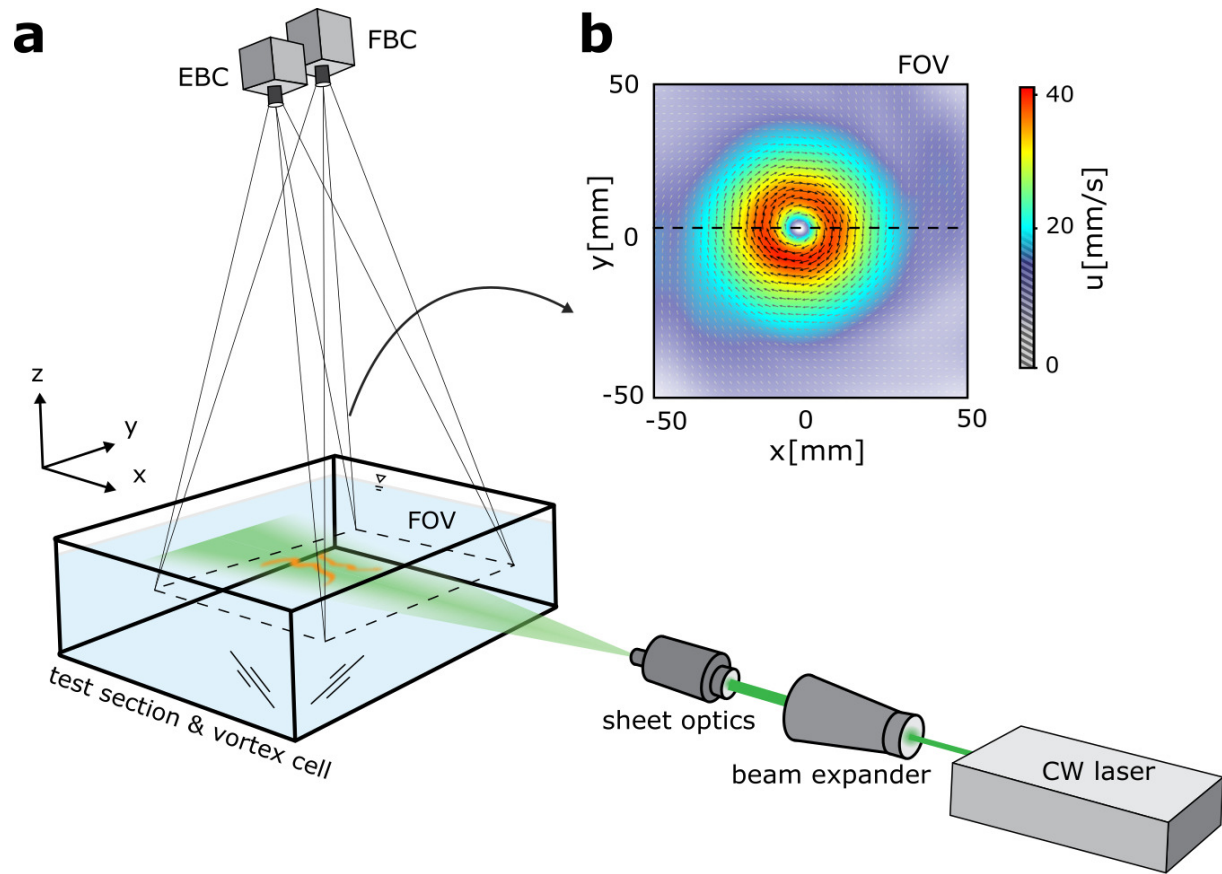 a
EBC
FBC
z
y
x
FOV
test section & vortex cell
sheet optics
beam expander
CW laser
b
FOV
50
0
-50
y[mm]
-50
0
50
x[mm]
40
20
0
u[mm/s]